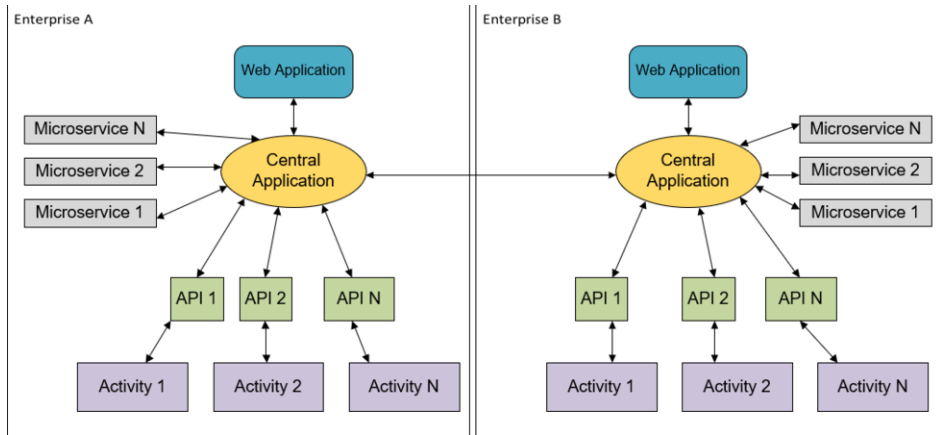 Enterprise A
Web Application
Microservice N
Microservice 2
Microservice 1
Central
Application
API 1
API 2
API N
Activity 1
Activity 2
Activity N
Enterprise B
Web Application
Central
Application
Microservice N
Microservice 2
Microservice 1
API 1
API 2
API N
Activity 1
Activity 2
Activity N